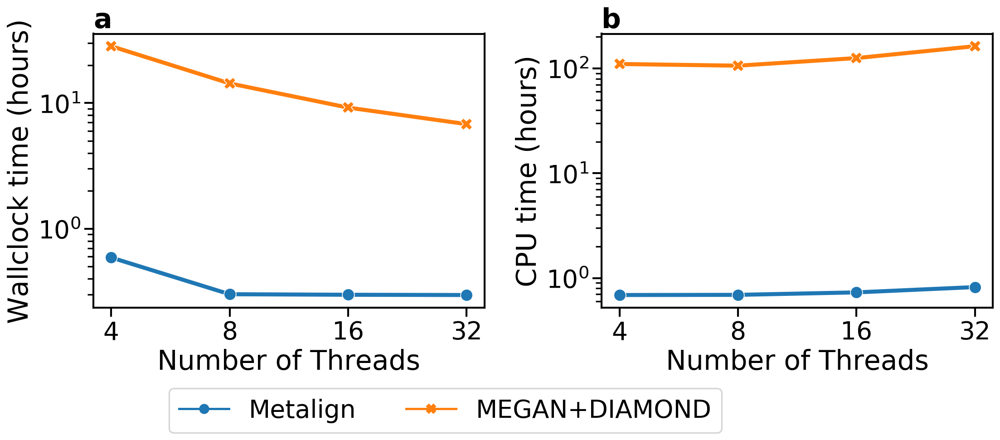 a
Wallclock time (hours)
10¹
10⁰
4 8 16 32
Number of Threads
b
CPU time (hours)
10²
10¹
10⁰
4 8 16 32
Number of Threads
Metalign MEGAN+DIAMOND